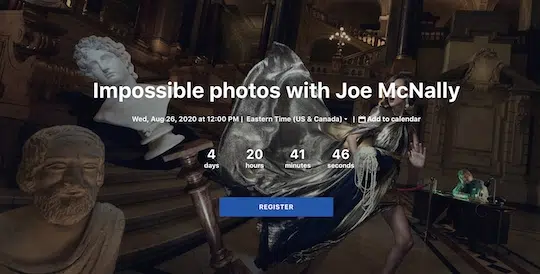 Impossible photos with Joe McNally
Wed, Aug 26, 2020 at 12:00 PM | Eastern Time (US & Canada) | Add to calendar
4 20 41 46
days hours minutes seconds
REGISTER